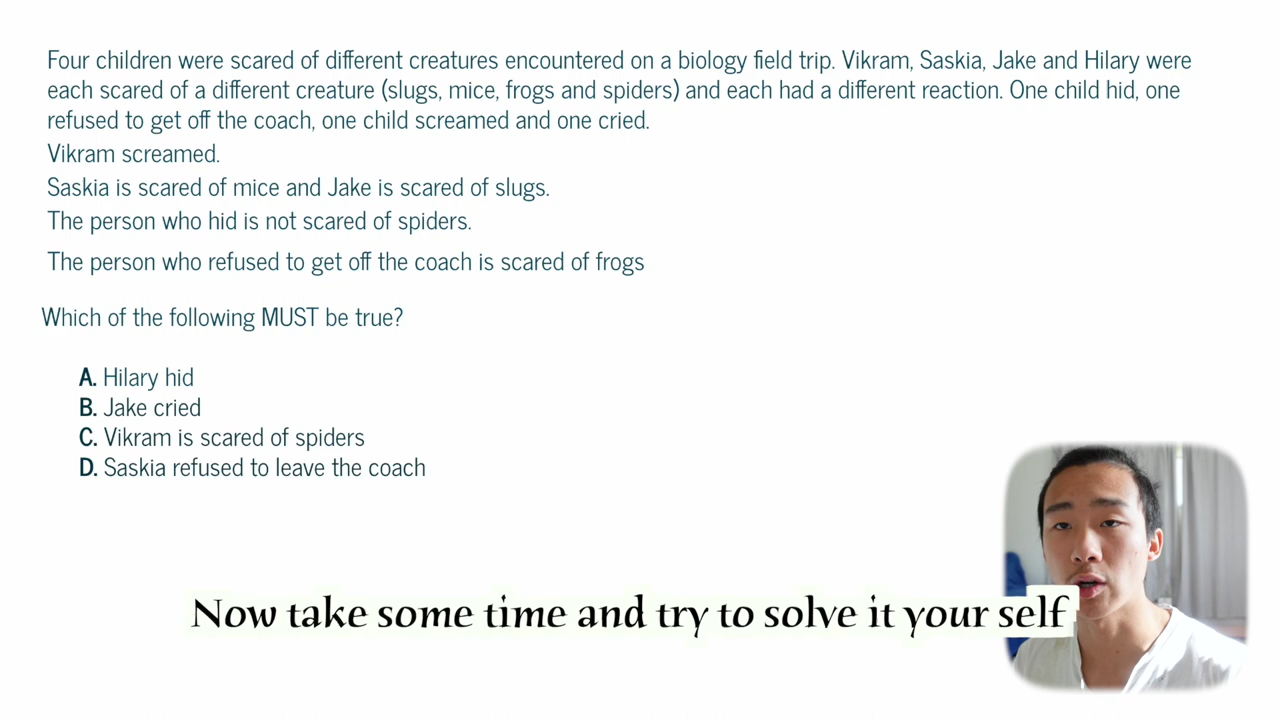 Four children were scared of different creatures encountered on a biology field trip. Vikram, Saskia, Jake and Hilary were
each scared of a different creature (slugs, mice, frogs and spiders) and each had a different reaction. One child hid, one
refused to get off the coach, one child screamed and one cried.
Vikram screamed.
Saskia is scared of mice and Jake is scared of slugs.
The person who hid is not scared of spiders.
The person who refused to get off the coach is scared of frogs
Which of the following MUST be true?
A. Hilary hid
B. Jake cried
C. Vikram is scared of spiders
D. Saskia refused to leave the coach
Now take some time and try to solve it your self